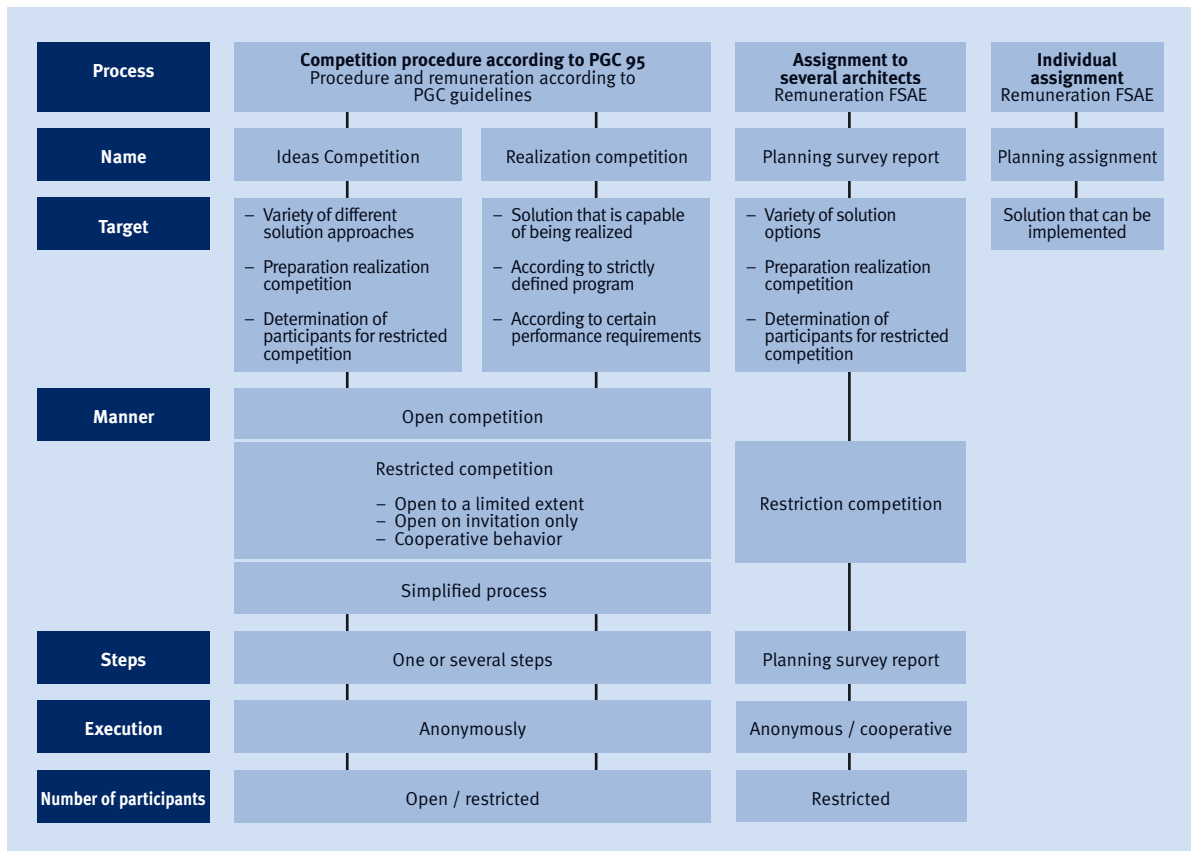 Process
Competition procedure according to PGC 95
Procedure and remuneration according to
PGC guidelines
Assignment to
several architects
Remuneration FSAE
Individual
assignment
Remuneration FSAE
Name
Ideas Competition
Realization competition
Planning survey report
Planning assignment
Target
– Variety of different
solution approaches
– Preparation realization
competition
– Determination of
participants for restricted
competition
– Solution that is capable
of being realized
– According to strictly
defined program
– According to certain
performance requirements
– Variety of solution
options
– Preparation realization
competition
– Determination of
participants for restricted
competition
Solution that can be
implemented
Manner
Open competition
Restricted competition
– Open to a limited extent
– Open on invitation only
– Cooperative behavior
Restriction competition
Simplified process
Steps
One or several steps
Planning survey report
Execution
Anonymously
Anonymous / cooperative
Number of participants
Open / restricted
Restricted